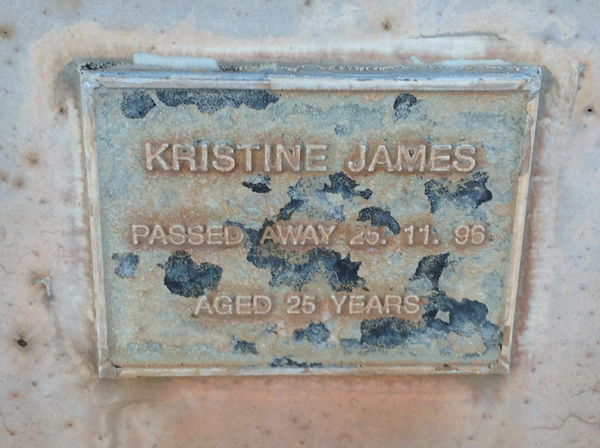 KRISTINE JAMES
PASSED AWAY 25. 11. 96
AGED 25 YEARS